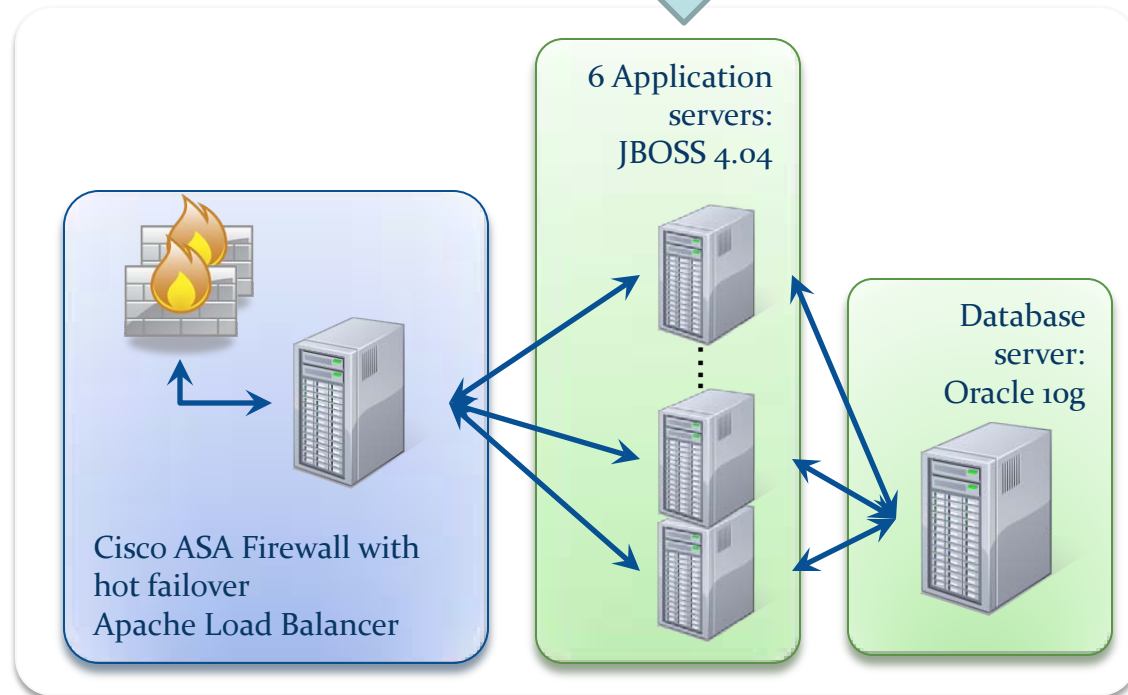 6 Application
servers:
JBOSS 4.04
Database
server:
Oracle 10g
Cisco ASA Firewall with
hot failover
Apache Load Balancer